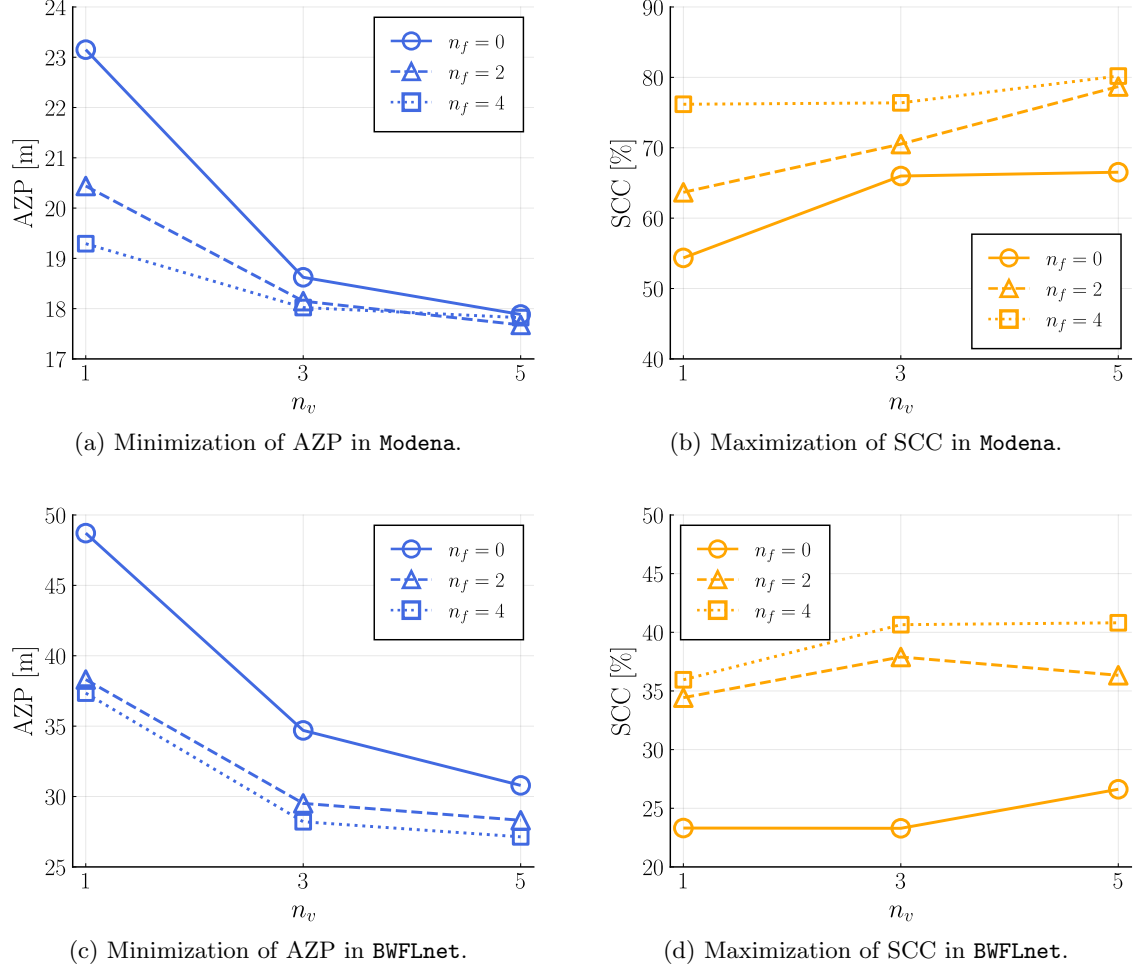 24
23
22
21
20
19
18
17
AZP [m]
1 3 5
n_v
n_f = 0
n_f = 2
n_f = 4
(a) Minimization of AZP in Modena.
90
80
70
60
50
40
SCC [%]
1 3 5
n_v
n_f = 0
n_f = 2
n_f = 4
(b) Maximization of SCC in Modena.
50
45
40
35
30
25
AZP [m]
1 3 5
n_v
n_f = 0
n_f = 2
n_f = 4
(c) Minimization of AZP in BWFLnet.
50
45
40
35
30
25
20
SCC [%]
1 3 5
n_v
n_f = 0
n_f = 2
n_f = 4
(d) Maximization of SCC in BWFLnet.